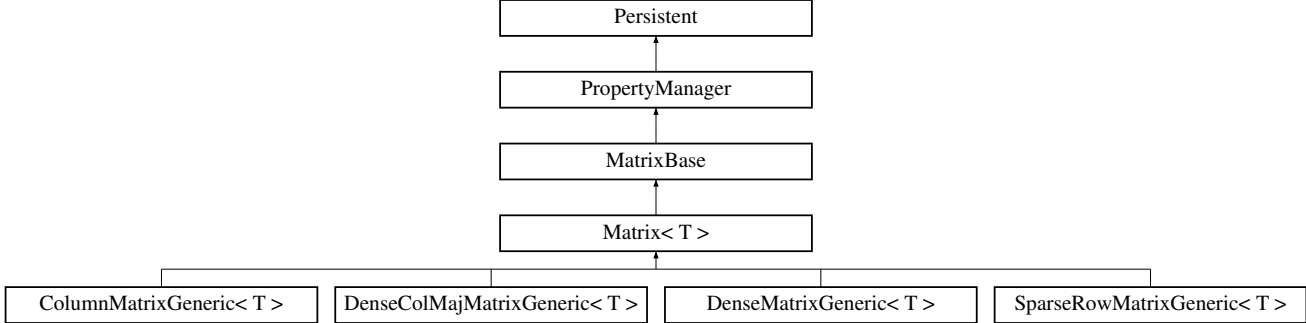 Persistent
PropertyManager
MatrixBase
Matrix< T >
ColumnMatrixGeneric< T >
DenseColMajMatrixGeneric< T >
DenseMatrixGeneric< T >
SparseRowMatrixGeneric< T >